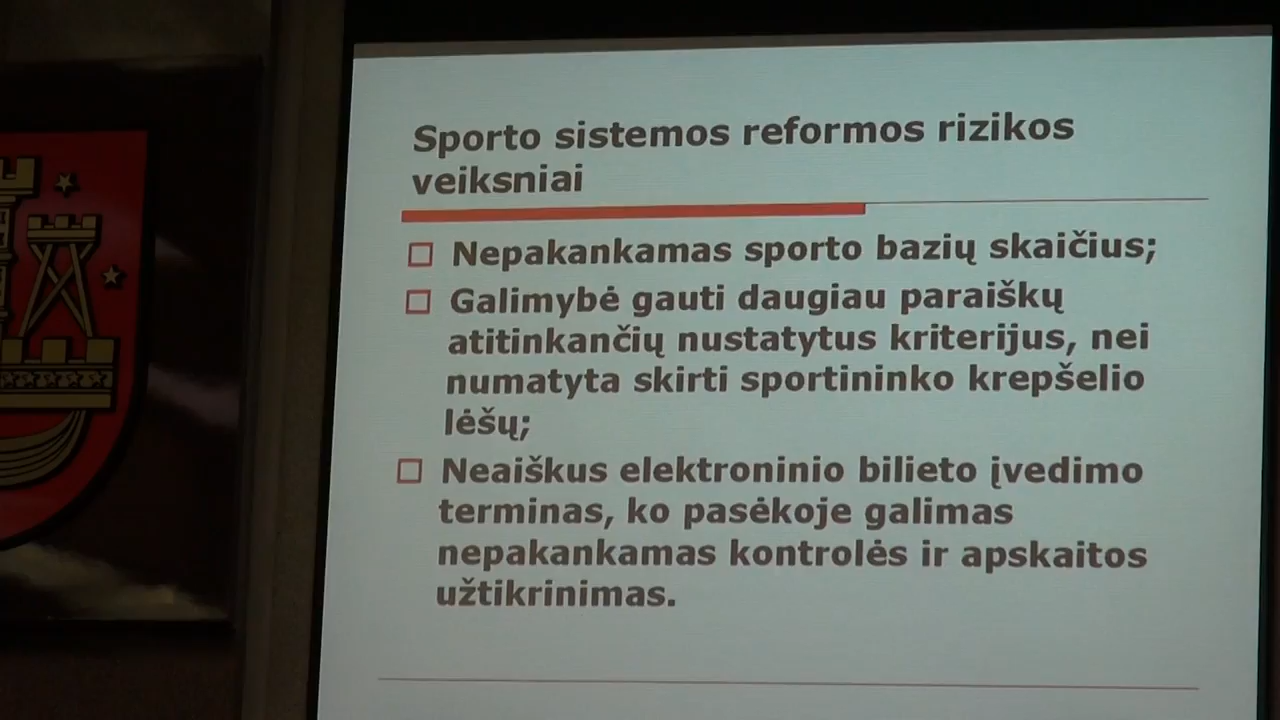 Sporto sistemos reformos rizikos
veiksniai
Nepakankamas sporto bazių skaičius;
Galimybė gauti daugiau paraiškų
atitinkančių nustatytus kriterijus, nei
numatyta skirti sportininko krepšelio
lėšų;
Neaiškus elektroninio bilieto įvedimo
terminas, ko pasėkoje galimas
nepakankamas kontrolės ir apskaitos
užtikrinimas.